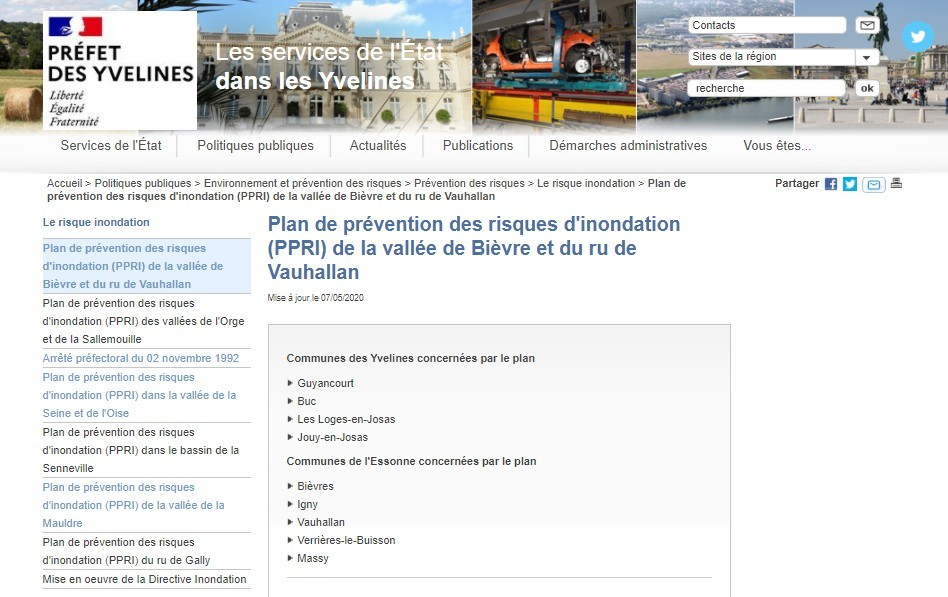 PRÉFET
DES YVELINES
Liberté
Égalité
Fraternité
Les services de l'État
dans les Yvelines
Contacts
Sites de la région
recherche
ok
Services de l'État
Politiques publiques
Actualités
Publications
Démarches administratives
Vous êtes...
Accueil > Politiques publiques > Environnement et prévention des risques > Prévention des risques > Le risque inondation > Plan de
prévention des risques d'inondation (PPRI) de la vallée de Bièvre et du ru de Vauhallan
Partager
Le risque inondation
Plan de prévention des risques
d'inondation (PPRI) de la vallée de
Bièvre et du ru de Vauhallan
Plan de prévention des risques
d'inondation (PPRI) des vallées de l'Orge
et de la Sallemouille
Arrêté préfectoral du 02 novembre 1992
Plan de prévention des risques
d'inondation (PPRI) dans la vallée de la
Seine et de l'Oise
Plan de prévention des risques
d'inondation (PPRI) dans le bassin de la
Senneville
Plan de prévention des risques
d'inondation (PPRI) de la vallée de la
Mauldre
Plan de prévention des risques
d'inondation (PPRI) du ru de Gally
Mise en oeuvre de la Directive Inondation
Plan de prévention des risques d'inondation
(PPRI) de la vallée de Bièvre et du ru de
Vauhallan
Mise à jour le 07/05/2020
Communes des Yvelines concernées par le plan
Guyancourt
Buc
Les Loges-en-Josas
Jouy-en-Josas
Communes de l'Essonne concernées par le plan
Bièvres
Igny
Vauhallan
Verrières-le-Buisson
Massy